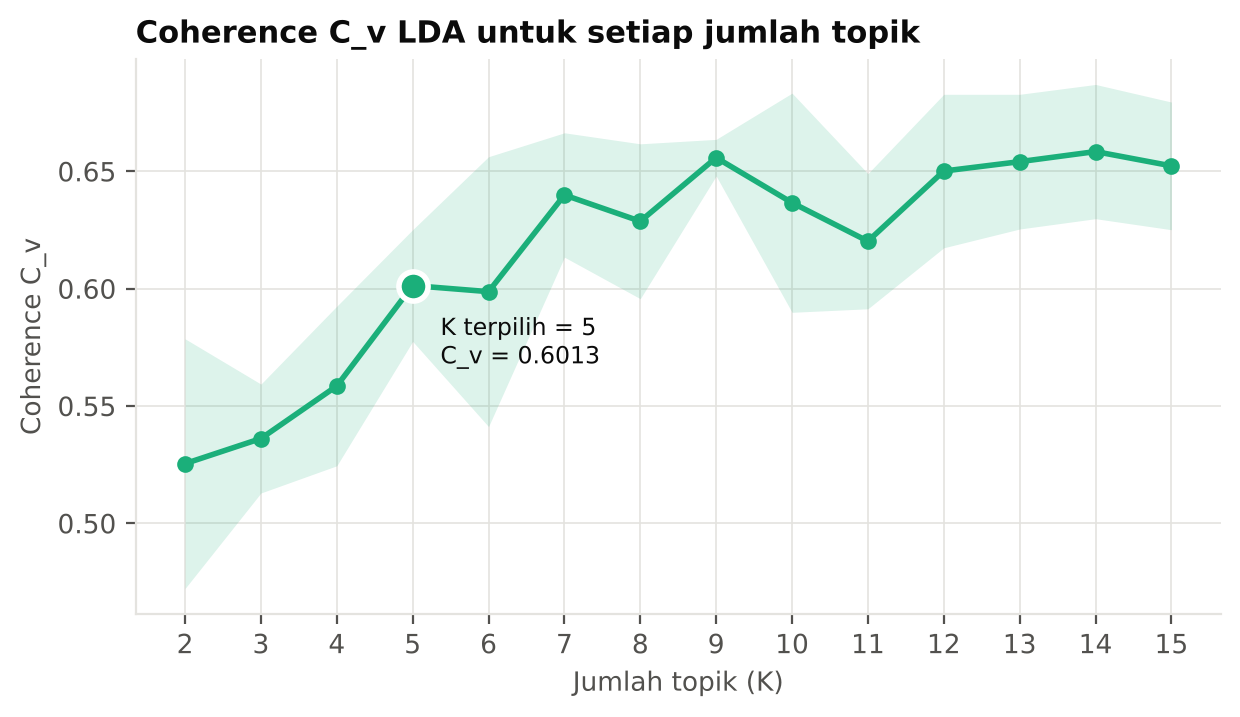 Coherence C_v LDA untuk setiap jumlah topik
Coherence C_v
0.65
0.60
0.55
0.50
K terpilih = 5
C_v = 0.6013
2 3 4 5 6 7 8 9 10 11 12 13 14 15
Jumlah topik (K)